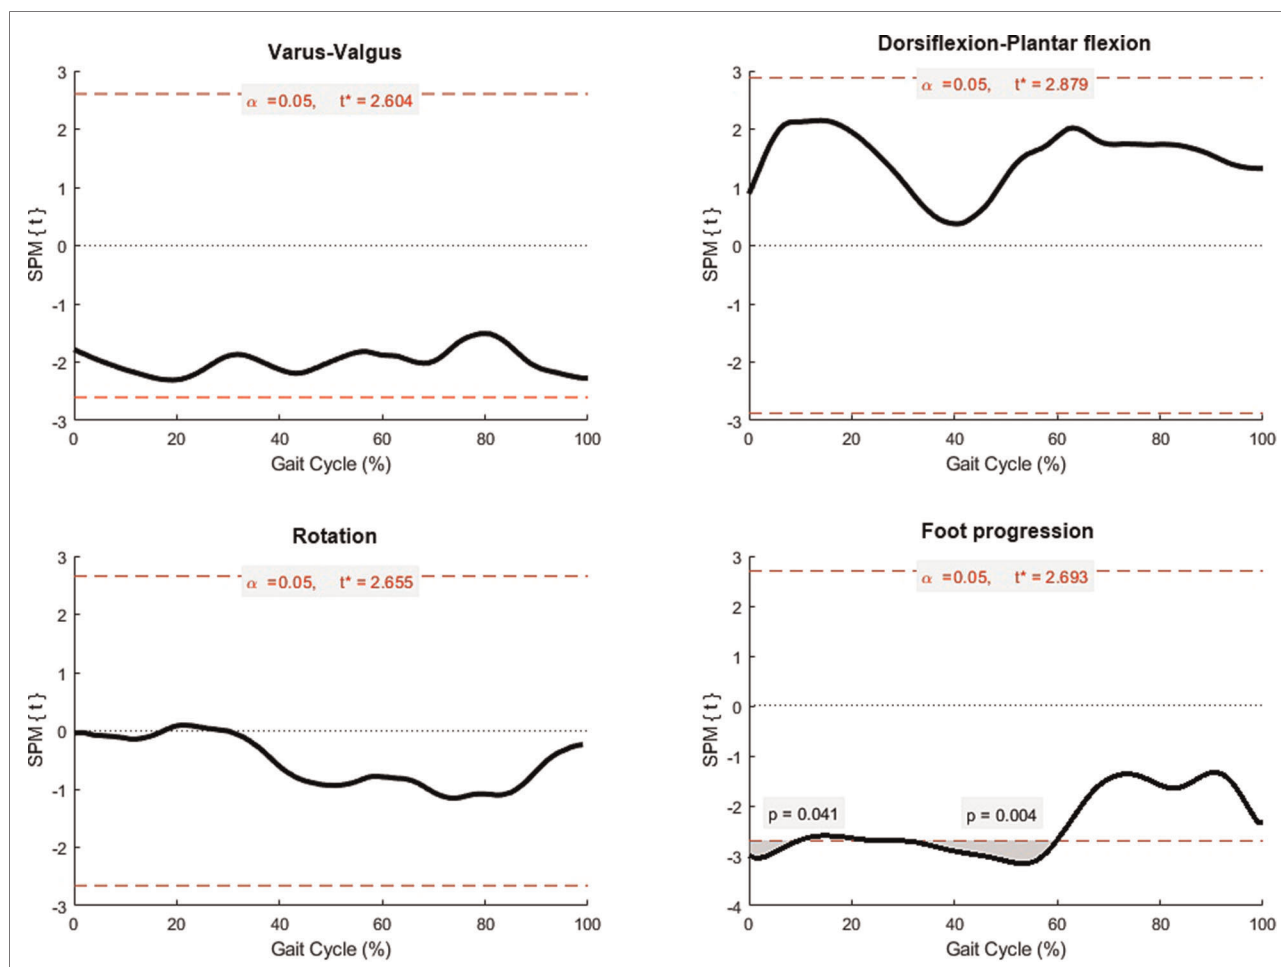 Varus-Valgus
3
α =0.05, t* = 2.604
2
1
0
-1
-2
-3
SPM { t }
0 20 40 60 80 100
Gait Cycle (%)
Dorsiflexion-Plantar flexion
3
α =0.05, t* = 2.879
2
1
0
-1
-2
-3
SPM { t }
0 20 40 60 80 100
Gait Cycle (%)
Rotation
3
α =0.05, t* = 2.655
2
1
0
-1
-2
-3
SPM { t }
0 20 40 60 80 100
Gait Cycle (%)
Foot progression
3
α =0.05, t* = 2.693
2
1
0
-1
-2
p = 0.041 p = 0.004
-3
-4
SPM { t }
0 20 40 60 80 100
Gait Cycle (%)